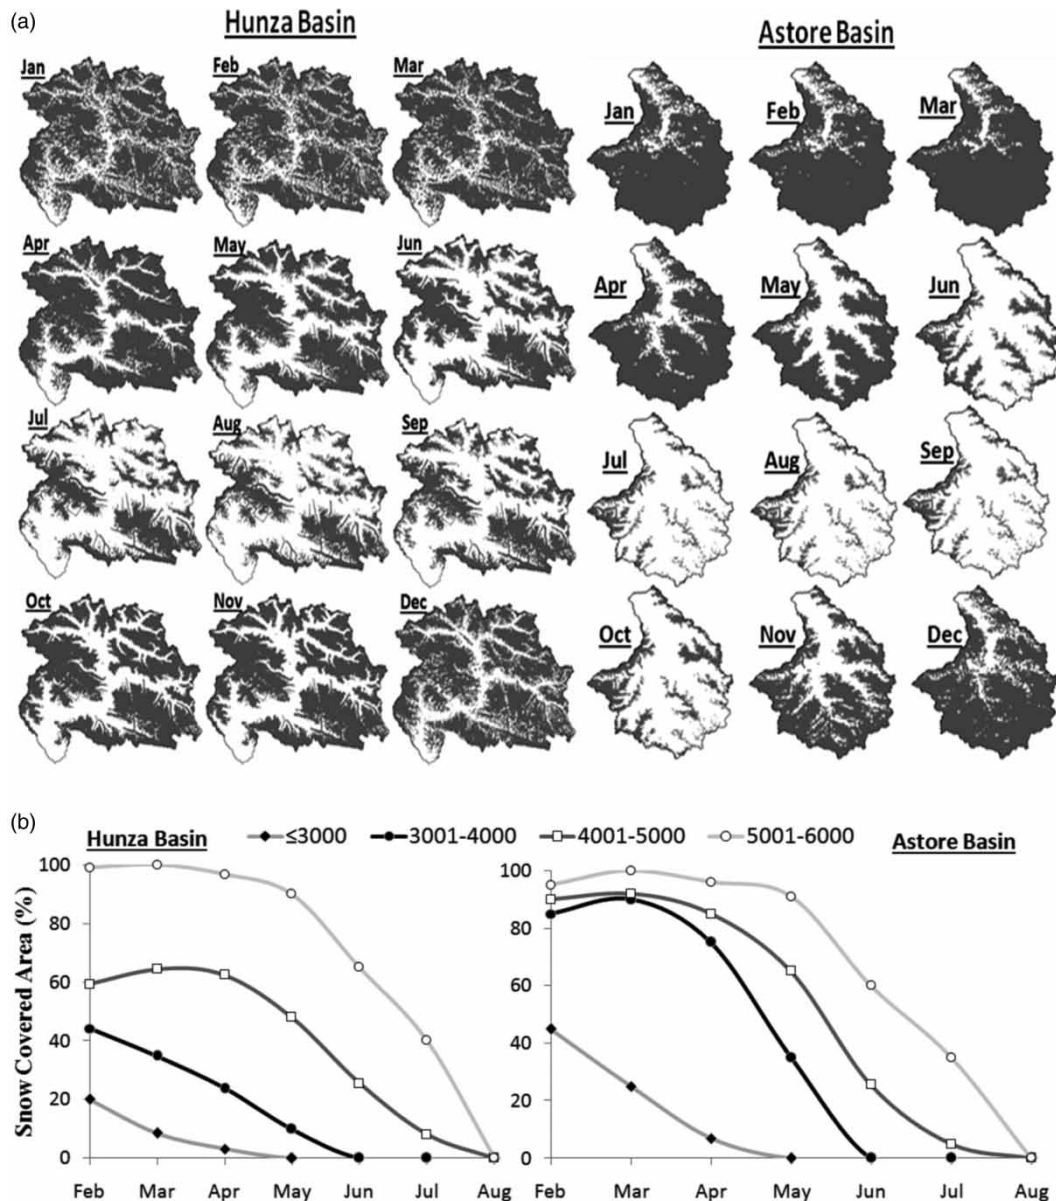 (a)
Hunza Basin
Astore Basin
Jan
Feb
Mar
Jan
Feb
Mar
Apr
May
Jun
Apr
May
Jun
Jul
Aug
Sep
Jul
Aug
Sep
Oct
Nov
Dec
Oct
Nov
Dec
(b)
Hunza Basin
≤3000
3001-4000
4001-5000
5001-6000
Astore Basin
Snow Covered Area (%)
100
80
60
40
20
0
Feb
Mar
Apr
May
Jun
Jul
Aug
100
80
60
40
20
0
Feb
Mar
Apr
May
Jun
Jul
Aug